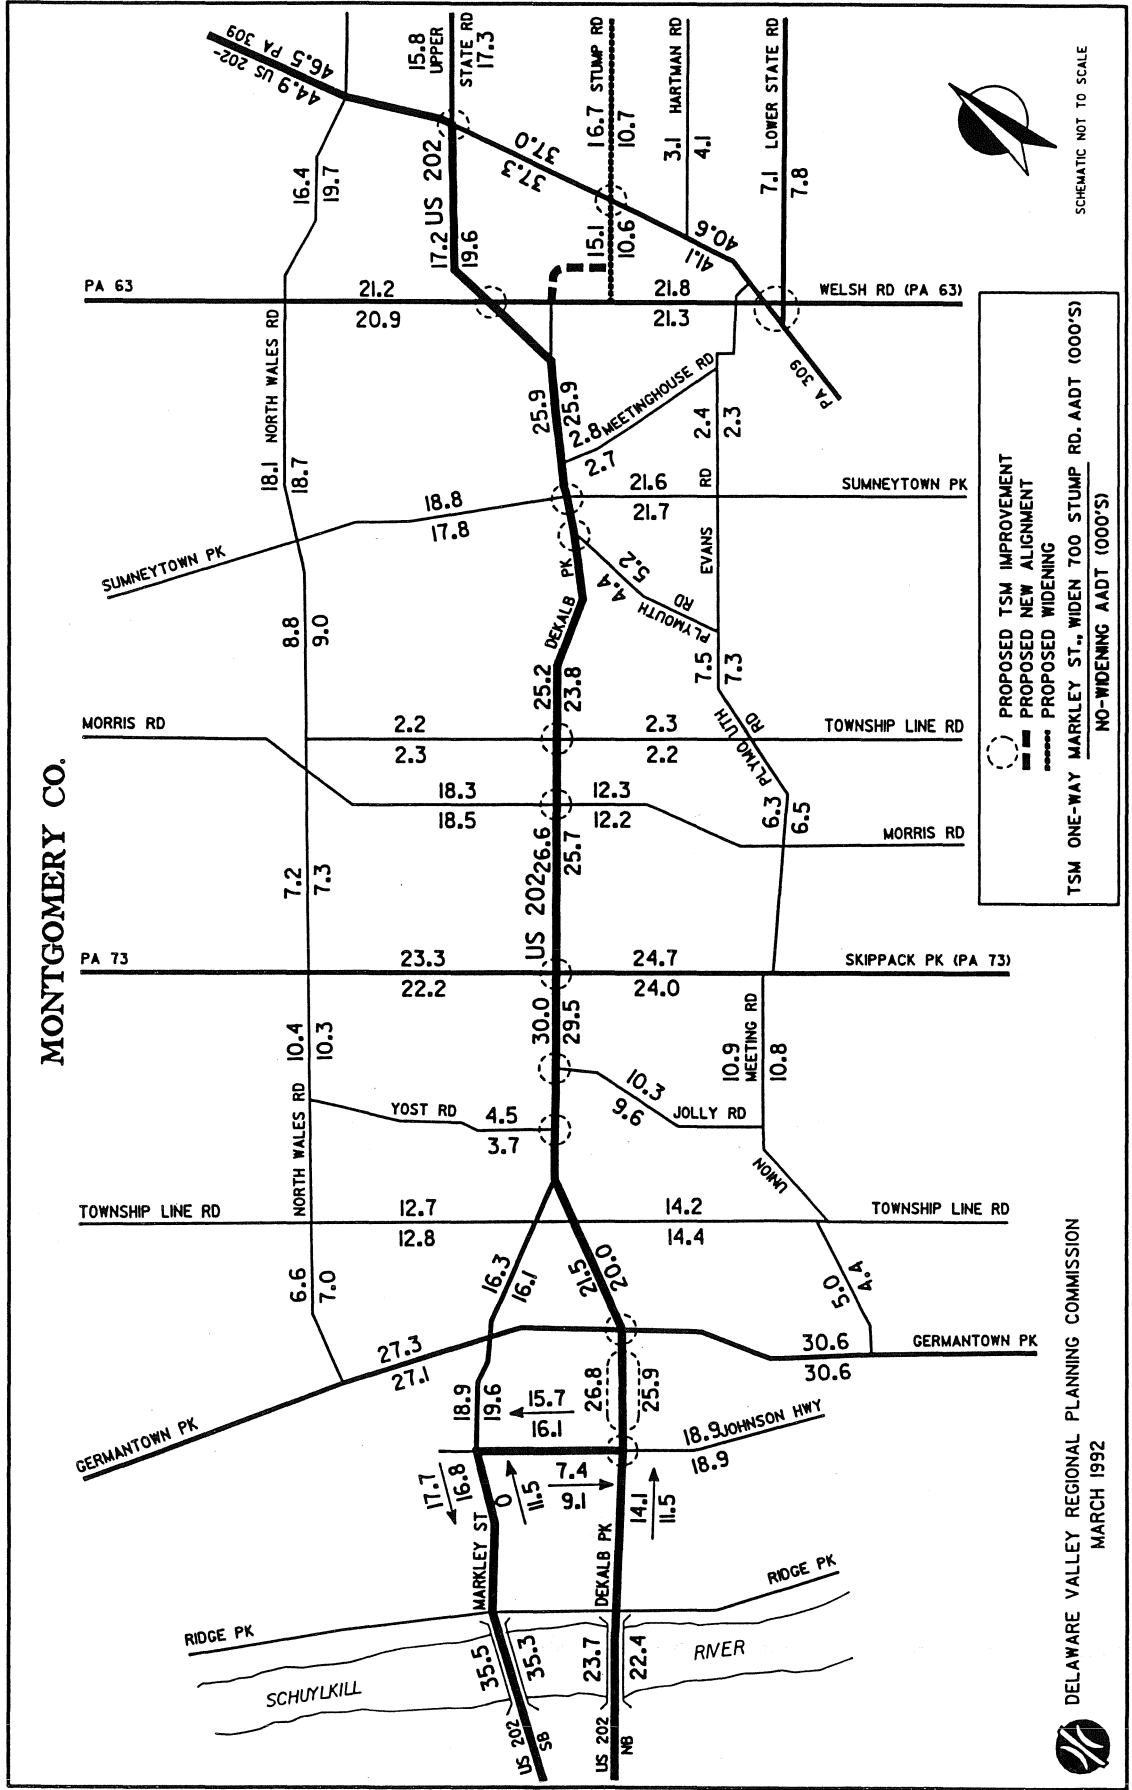 MONTGOMERY CO.
44.9 US 202-
46.5 PA 309
15.8
UPPER
STATE RD
17.3
16.7 STUMP RD
10.7
3.1 HARTMAN RD
4.1
7.1 LOWER STATE RD
7.8
SCHEMATIC NOT TO SCALE
16.4
19.7
17.2 US 202
19.6
37.0
37.3
15.1
10.6
40.6
41.1
PA 63
21.2
20.9
21.8
21.3
WELSH RD (PA 63)
PA 309
18.1 NORTH WALES RD
18.7
25.9
25.9
2.8 MEETINGHOUSE RD
2.7
2.4
2.3
EVANS RD
SUMNEYTOWN PK
18.8
17.8
21.6
21.7
SUMNEYTOWN PK
8.8
9.0
DEKALB PK
5.2
4.4
PLYMOUTH
RD
7.5
7.3
25.2
23.8
MORRIS RD
2.2
2.3
2.3
2.2
TOWNSHIP LINE RD
PLYMOUTH
RD
18.3
18.5
12.3
12.2
6.3
6.5
MORRIS RD
7.2
7.3
US 202
26.6
25.7
PA 73
23.3
22.2
24.7
24.0
SKIPPACK PK (PA 73)
10.4
10.3
30.0
29.5
10.9
MEETING RD
10.8
NORTH WALES RD
YOST RD
4.5
3.7
10.3
9.6
JOLLY RD
UNION
TOWNSHIP LINE RD
12.7
12.8
14.2
14.4
TOWNSHIP LINE RD
6.6
7.0
16.3
16.1
21.5
20.0
5.0
4.4
GERMANTOWN PK
27.3
27.1
30.6
30.6
GERMANTOWN PK
18.9
19.6
15.7
16.1
26.8
25.9
18.9 JOHNSON HWY
18.9
17.7
16.8
0
11.5
7.4
9.1
14.1
11.5
MARKLEY ST
DEKALB PK
RIDGE PK
RIDGE PK
SCHUYLKILL
RIVER
35.5
35.3
23.7
22.4
US 202
SB
US 202
NB
PROPOSED TSM IMPROVEMENT
PROPOSED NEW ALIGNMENT
PROPOSED WIDENING
TSM ONE-WAY MARKLEY ST., WIDEN 700 STUMP RD. AADT (000'S)
NO-WIDENING AADT (000'S)
DELAWARE VALLEY REGIONAL PLANNING COMMISSION
MARCH 1992